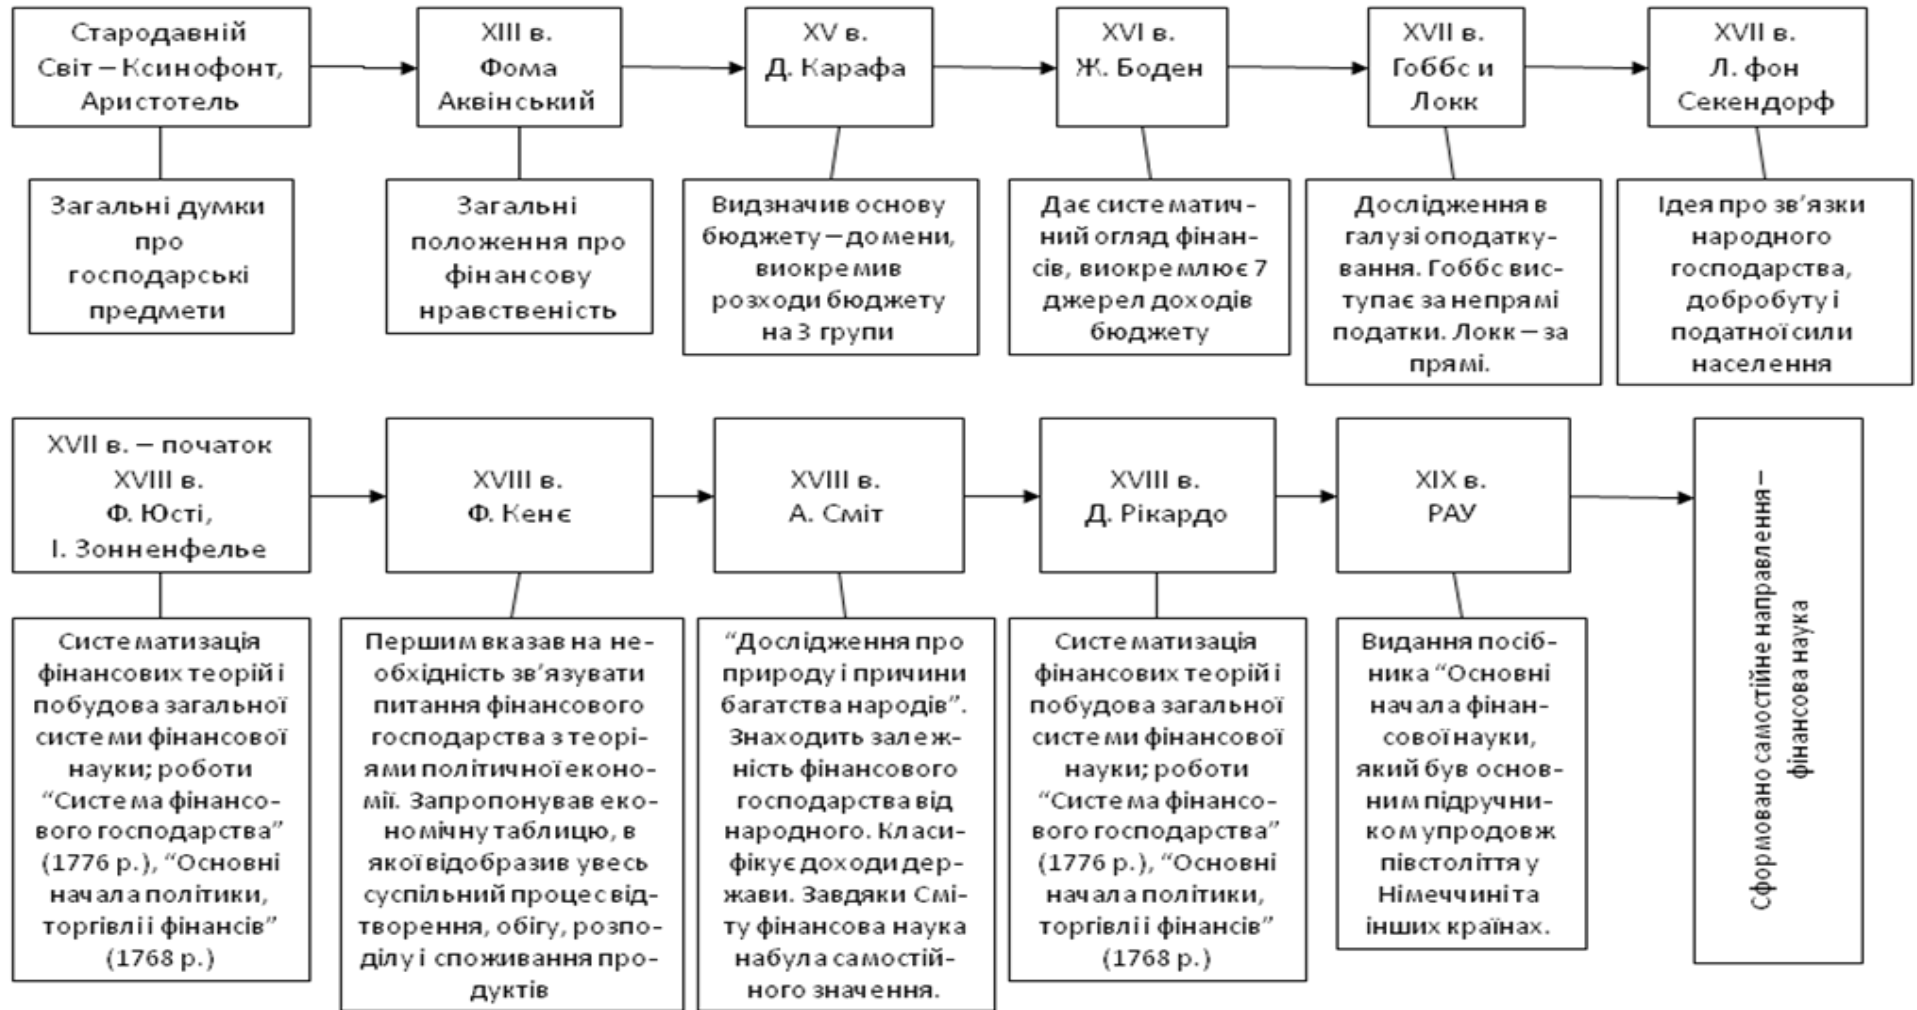 Стародавній
Світ – Ксинофонт,
Аристотель
XIII в.
Фома
Аквінський
XV в.
Д. Карафа
XVI в.
Ж. Боден
XVII в.
Гоббс и
Локк
XVII в.
Л. фон
Секендорф
Загальні думки
про
господарські
предмети
Загальні
положення про
фінансову
нравственість
Видзначив основу
бюджету – домени,
виокремив
розходи бюджету
на 3 групи
Дає системaтич-
ний огляд фінан-
сів, виокремлює 7
джерел доходів
бюджету
Дослідження в
галузі оподатку-
вання. Гоббс вис-
тупає за непрямі
податки. Локк – за
прямі.
Ідея про зв’язки
народного
господарства,
добробуту і
податної сили
населення
XVII в. – початок
XVIII в.
Ф. Юсті,
І. Зонненфелье
XVIII в.
Ф. Кенє
XVIII в.
А. Сміт
XVIII в.
Д. Рікардо
XIX в.
РАУ
Сформовано самостійне направлення –
фінансова наука
Систематизація
фінансових теорій і
побудова загальної
системи фінансової
науки; роботи
“Система фінансо-
вого господарства”
(1776 р.), “Основні
начала політики,
торгівлі і фінансів”
(1768 р.)
Першим вказав на не-
обхідність зв’язувати
питання фінансового
господарства з теорі-
ями політичної еконо-
мії. Запропонував еко-
номічну таблицю, в
якої відобразив увесь
суспільний процес від-
творення, обігу, розпо-
ділу і споживання про-
дуктів
“Дослідження про
природу і причини
багатства народів”.
Знаходить залеж-
ність фінансового
господарства від
народного. Класи-
фікує доходи дер-
жави. Завдяки Смі-
ту фінансова наука
набула самостій-
ного значення.
Систематизація
фінансових теорій і
побудова загальної
системи фінансової
науки; роботи
“Система фінансо-
вого господарства”
(1776 р.), “Основні
начала політики,
торгівлі і фінансів”
(1768 р.)
Видання посіб-
ника “Основні
начала фінан-
сової науки,
який був основ-
ним підручни-
ком упродовж
півстоліття у
Німеччині та
інших країнах.